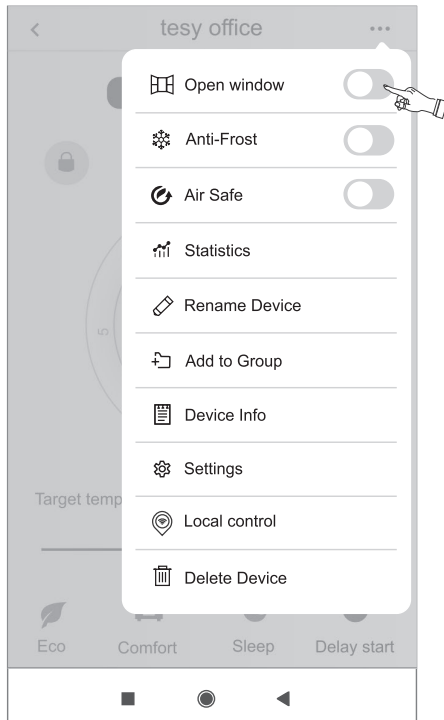 tesy office
Open window
Anti-Frost
Air Safe
Statistics
Rename Device
5
Add to Group
Device Info
Settings
Target temp
Local control
Delete Device
Eco Comfort Sleep Delay start